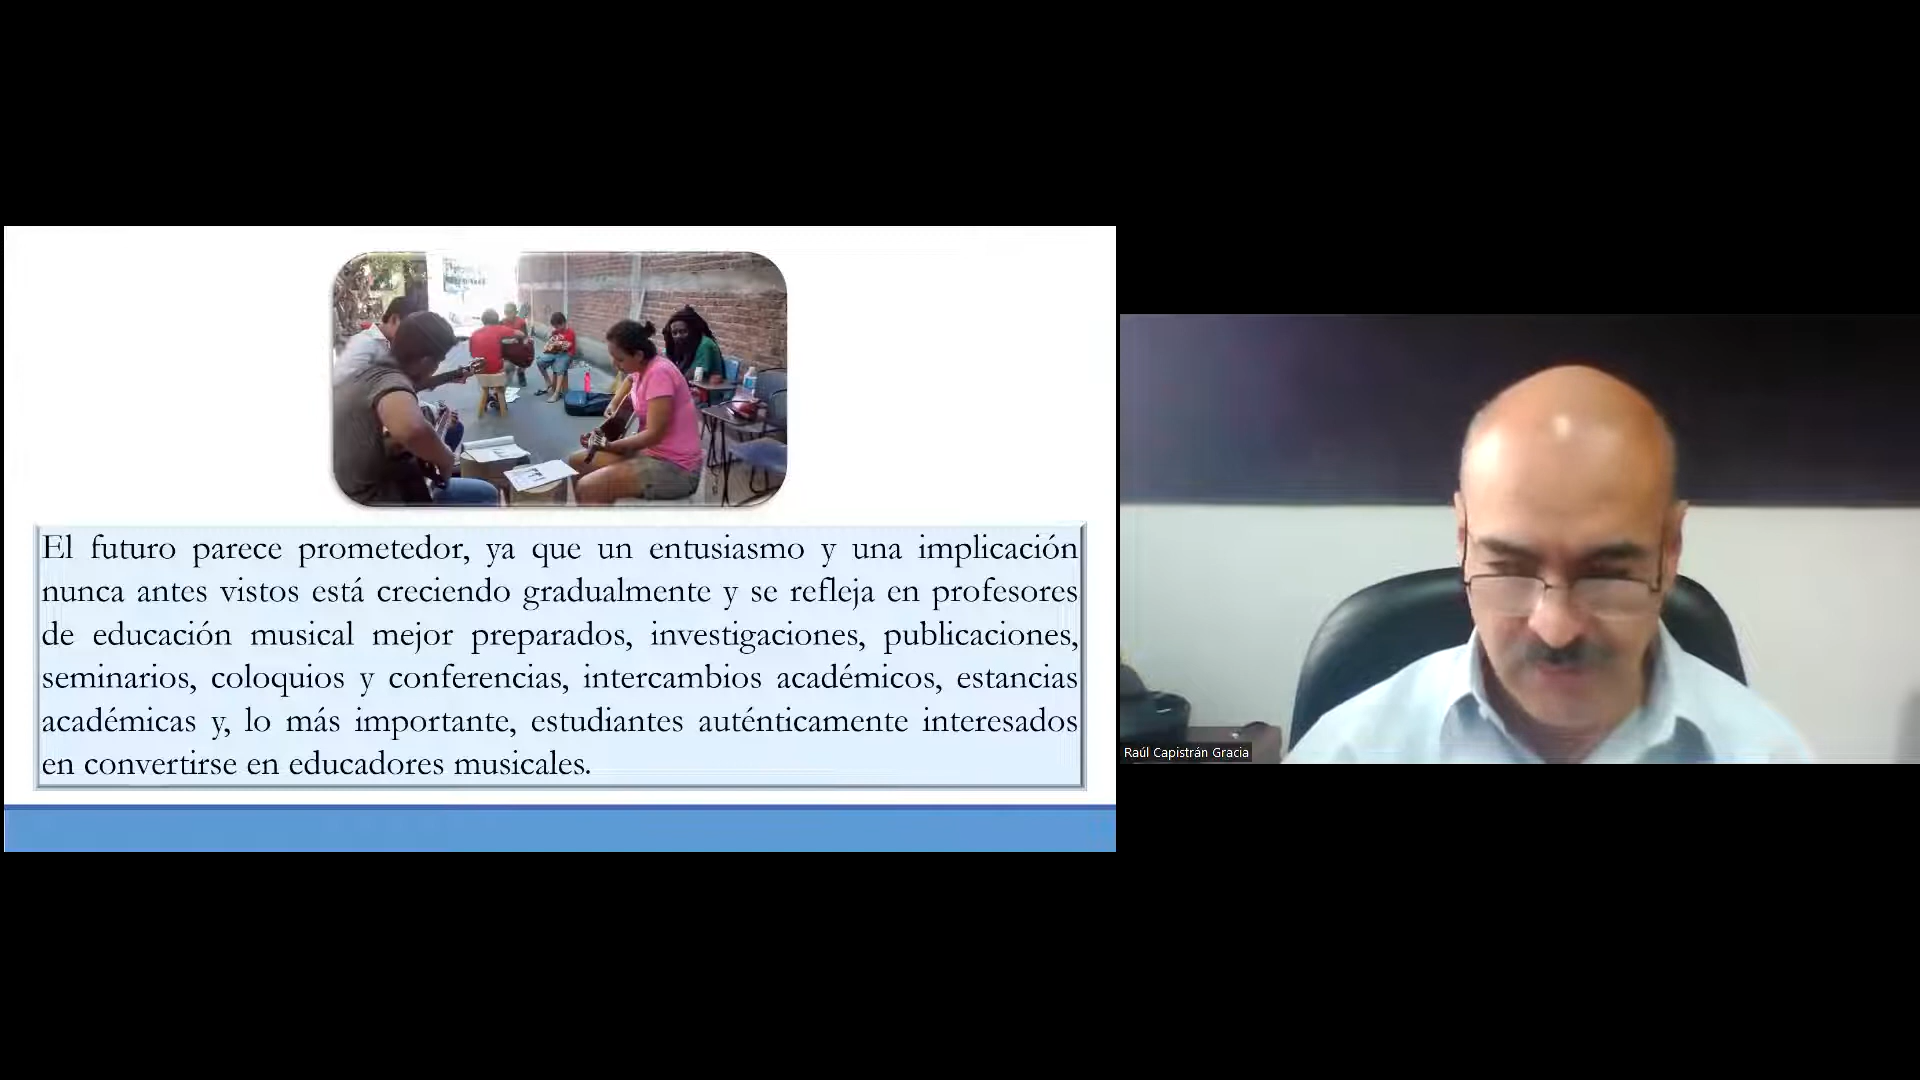 El futuro parece prometedor, ya que un entusiasmo y una implicación
nunca antes vistos está creciendo gradualmente y se refleja en profesores
de educación musical mejor preparados, investigaciones, publicaciones,
seminarios, coloquios y conferencias, intercambios académicos, estancias
académicas y, lo más importante, estudiantes auténticamente interesados
en convertirse en educadores musicales.
Raúl Capistrán Gracia